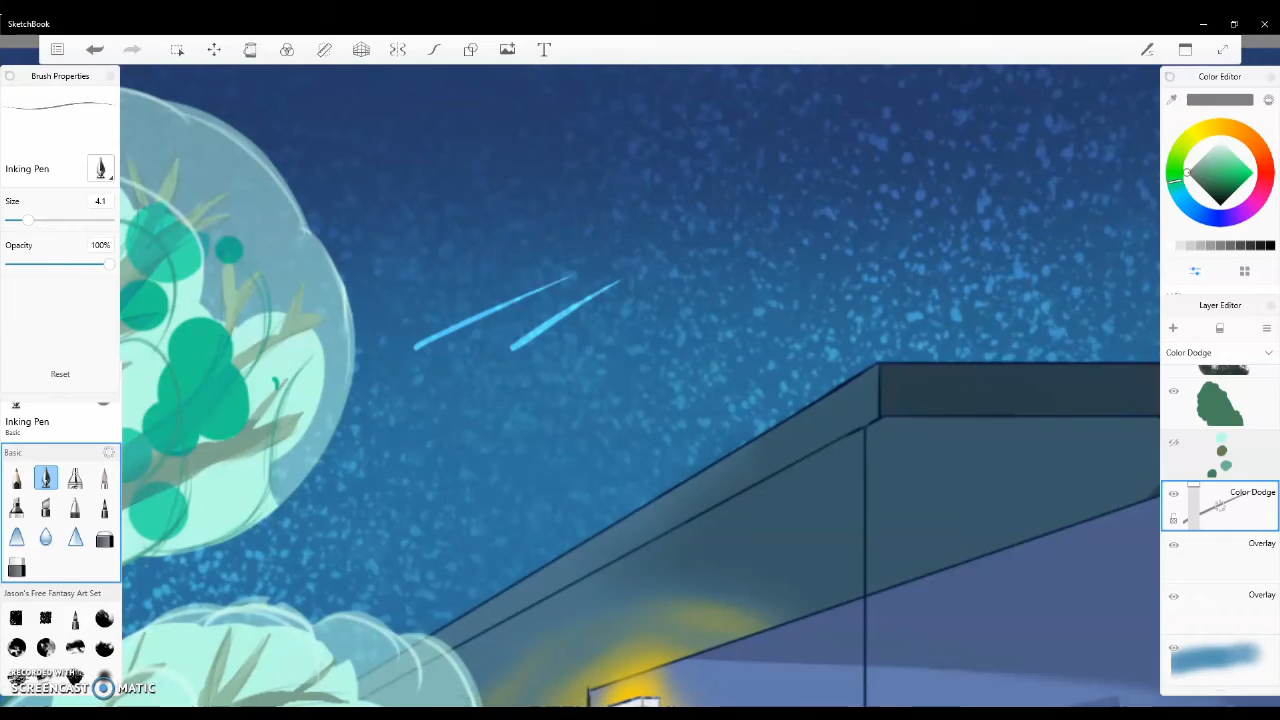 SketchBook
Brush Properties
Inking Pen
Size
4.1
Opacity
100%
Reset
Inking Pen
Basic
Basic
Jason's Free Fantasy Art Set
RECORDED WITH
SCREENCAST MATIC
Color Editor
Layer Editor
Color Dodge
Color Dodge
Overlay
Overlay